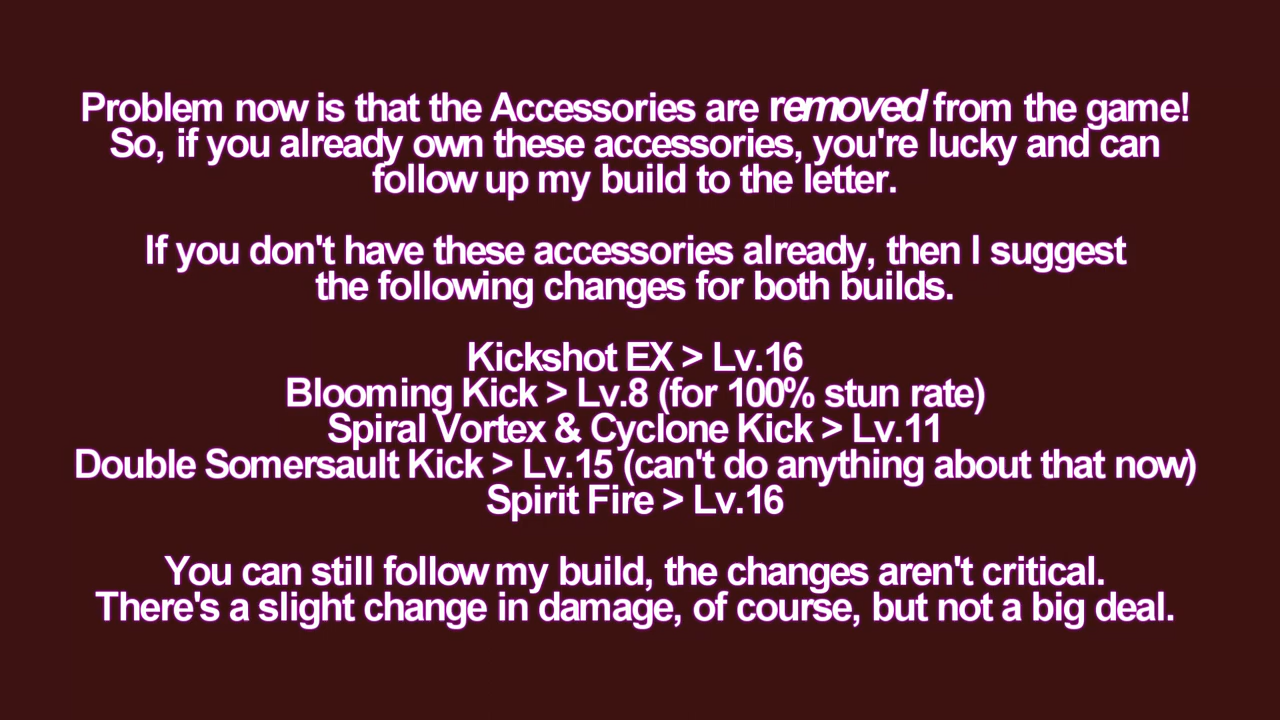 Problem now is that the Accessories are removed from the game!
So, if you already own these accessories, you're lucky and can
follow up my build to the letter.
If you don't have these accessories already, then I suggest
the following changes for both builds.
Kickshot EX > Lv.16
Blooming Kick > Lv.8 (for 100% stun rate)
Spiral Vortex & Cyclone Kick > Lv.11
Double Somersault Kick > Lv.15 (can't do anything about that now)
Spirit Fire > Lv.16
You can still follow my build, the changes aren't critical.
There's a slight change in damage, of course, but not a big deal.